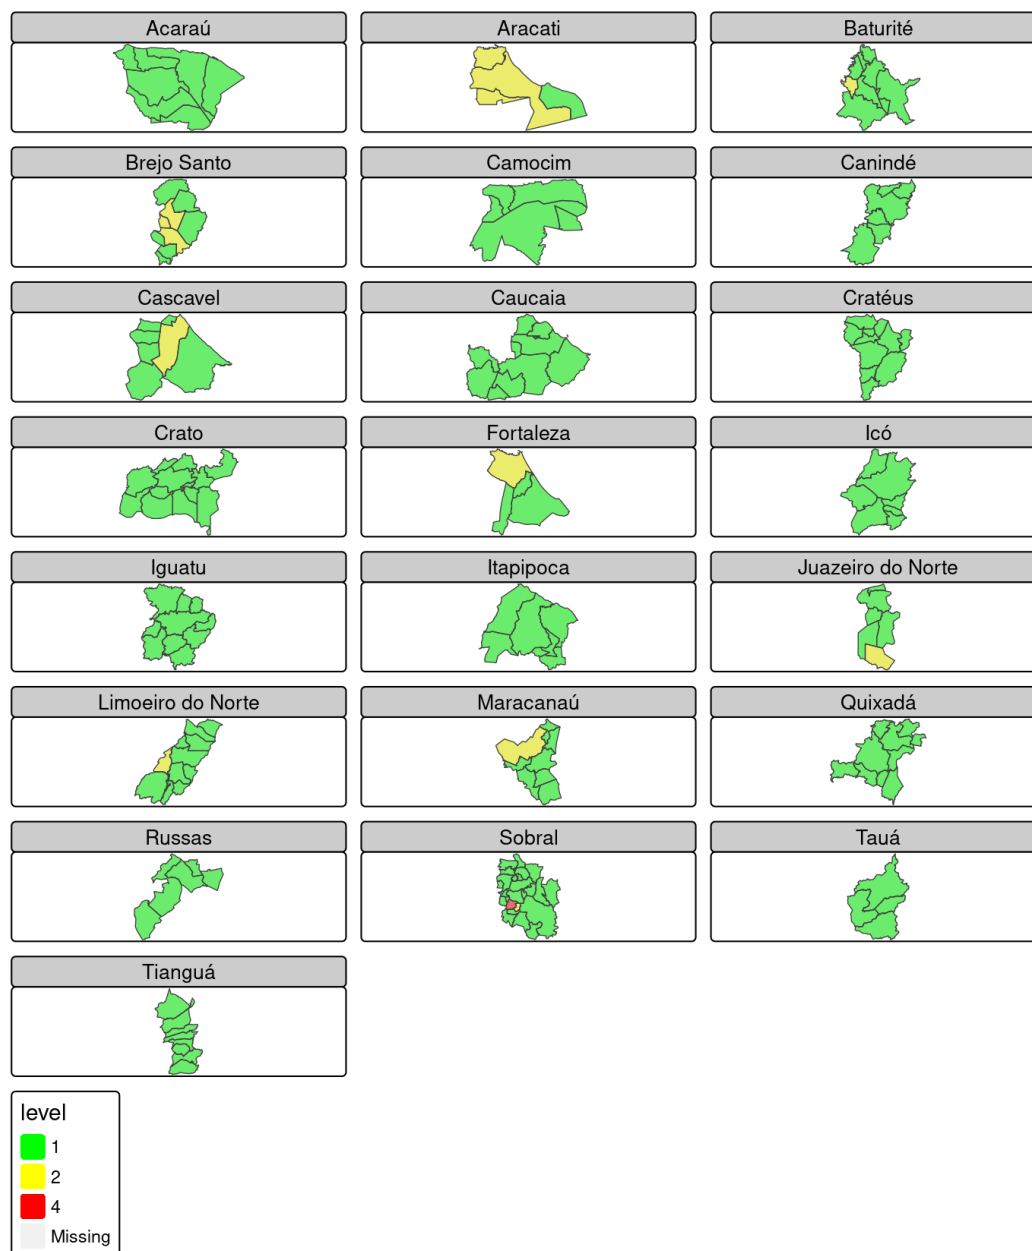 Acaraú
Aracati
Baturité
Brejo Santo
Camocim
Canindé
Cascavel
Caucaia
Cratéus
Crato
Fortaleza
Icó
Iguatu
Itapipoca
Juazeiro do Norte
Limoeiro do Norte
Maracanaú
Quixadá
Russas
Sobral
Tauá
Tianguá
level
1
2
4
Missing